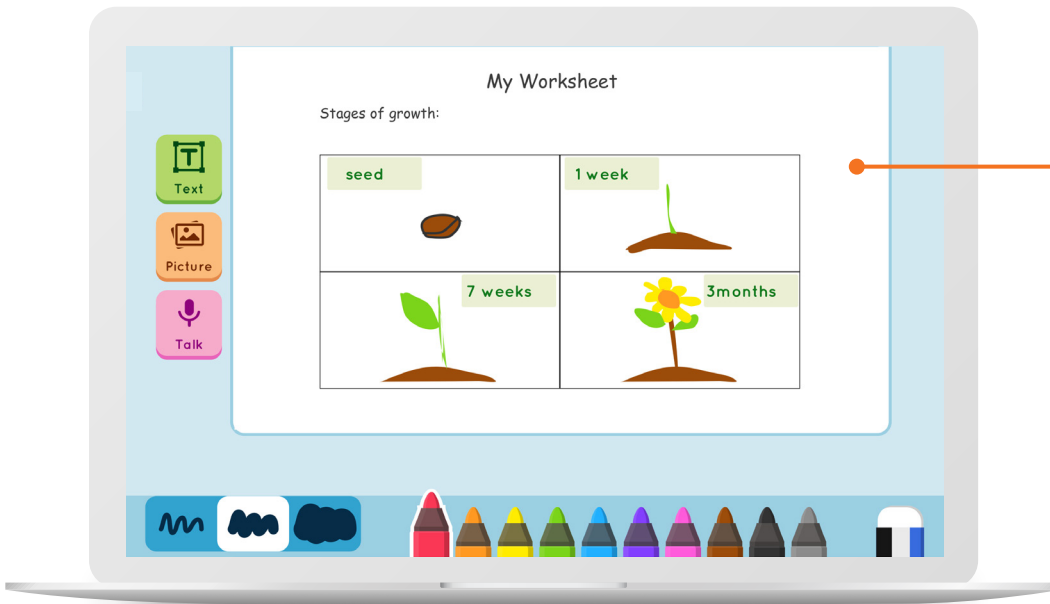 My Worksheet
Stages of growth:
seed
1 week
7 weeks
3months
Text
Picture
Talk